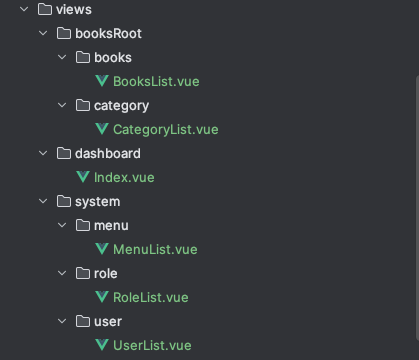 views
booksRoot
books
BooksList.vue
category
CategoryList.vue
dashboard
Index.vue
system
menu
MenuList.vue
role
RoleList.vue
user
UserList.vue